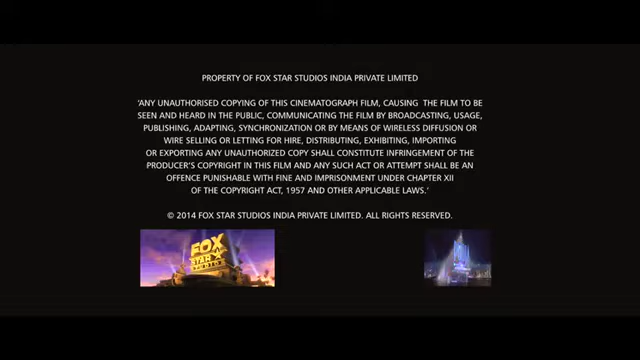 PROPERTY OF FOX STAR STUDIOS INDIA PRIVATE LIMITED
'ANY UNAUTHORISED COPYING OF THIS CINEMATOGRAPH FILM, CAUSING THE FILM TO BE
SEEN AND HEARD IN THE PUBLIC, COMMUNICATING THE FILM BY BROADCASTING, USAGE,
PUBLISHING, ADAPTING, SYNCHRONIZATION OR BY MEANS OF WIRELESS DIFFUSION OR
WIRE SELLING OR LETTING FOR HIRE, DISTRIBUTING, EXHIBITING, IMPORTING
OR EXPORTING ANY UNAUTHORIZED COPY SHALL CONSTITUTE INFRINGEMENT OF THE
PRODUCER'S COPYRIGHT IN THIS FILM AND ANY SUCH ACT OR ATTEMPT SHALL BE AN
OFFENCE PUNISHABLE WITH FINE AND IMPRISONMENT UNDER CHAPTER XII
OF THE COPYRIGHT ACT, 1957 AND OTHER APPLICABLE LAWS.'
© 2014 FOX STAR STUDIOS INDIA PRIVATE LIMITED. ALL RIGHTS RESERVED.
FOX
STAR
STUDIOS